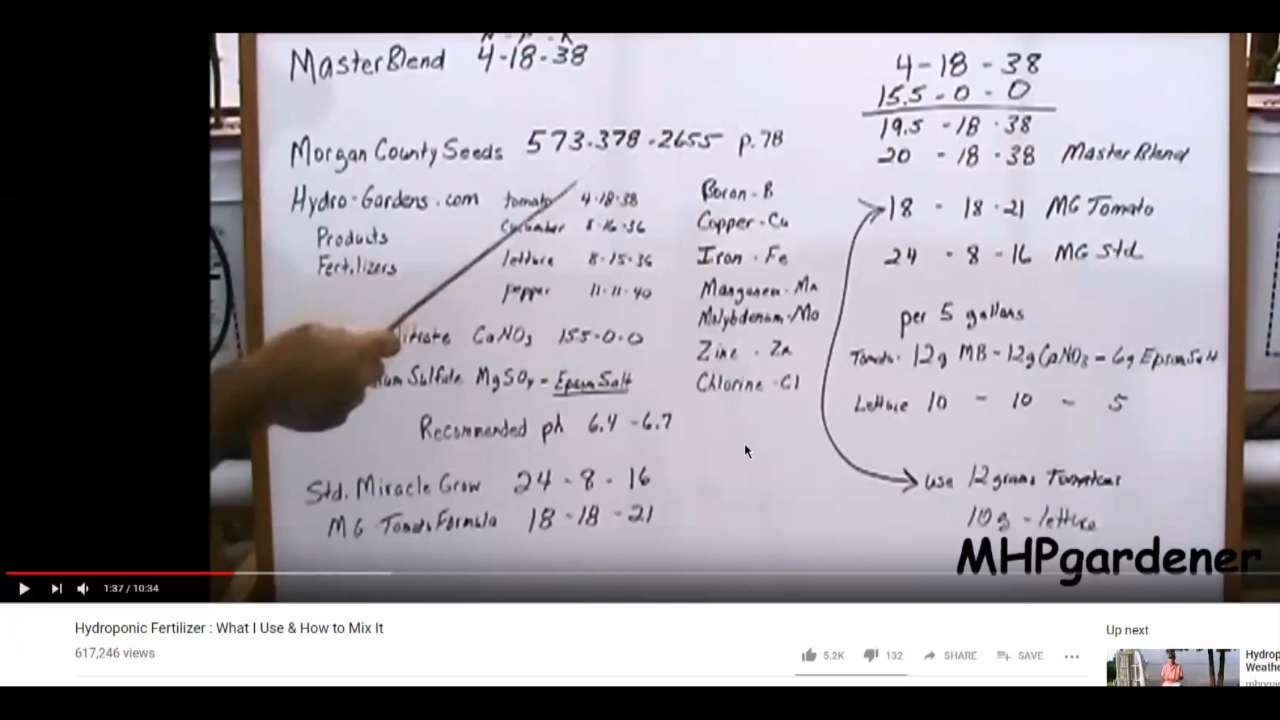 N - P - K
MasterBlend 4-18-38
Morgan County Seeds 573-378-2655 p.78
Hydro-Gardens.com
Products
Fertilizers
tomato 4-18-38
8-16-36
lettuce 8-15-36
pepper 11-11-40
Nitrate CaNO3 15.5-0-0
Sulfate MgSO4 = Epsom Salt
Recommended ph 6.4 - 6.7
Std. Miracle Grow 24 - 8 - 16
MG Tomato Formula 18 - 18 - 21
Boron - B
Copper - Cu
Iron - Fe
Manganese - Mn
Molybdenum - Mo
Zinc - Zn
Chlorine - Cl
4 - 18 - 38
15.5 - 0 - 0
19.5 - 18 - 38
20 - 18 - 38 MasterBlend
18 - 18 - 21 MG Tomato
24 - 8 - 16 MG Std.
per 5 gallons
Tomato - 12g MB - 12g CaNO3 - 6g Epsom Salt
Lettuce 10 - 10 - 5
use 12 grams Tomatoes
10g - lettuce
MHPgardener
1:37 / 10:34
Hydroponic Fertilizer : What I Use & How to Mix It
617,246 views
5.2K 132 SHARE SAVE
Up next
Hydrop
Weathe